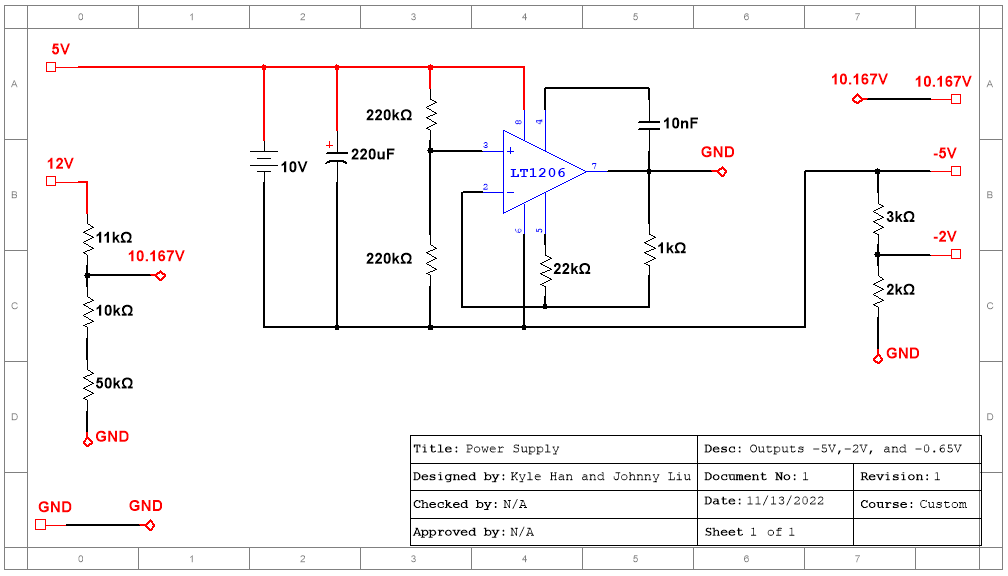 0 1 2 3 4 5 6 7
A
B
C
D
A
B
C
D
0 1 2 3 4 5 6 7
5V
12V
11kΩ
10.167V
10kΩ
50kΩ
GND
GND GND
10V
220uF
+
220kΩ
220kΩ
3
2
8
4
6
5
7
+
−
LT1206
10nF
GND
22kΩ
1kΩ
10.167V 10.167V
-5V
3kΩ
-2V
2kΩ
GND
Title: Power Supply Desc: Outputs -5V,-2V, and -0.65V
Designed by: Kyle Han and Johnny Liu Document No: 1 Revision: 1
Checked by: N/A Date: 11/13/2022 Course: Custom
Approved by: N/A Sheet 1 of 1